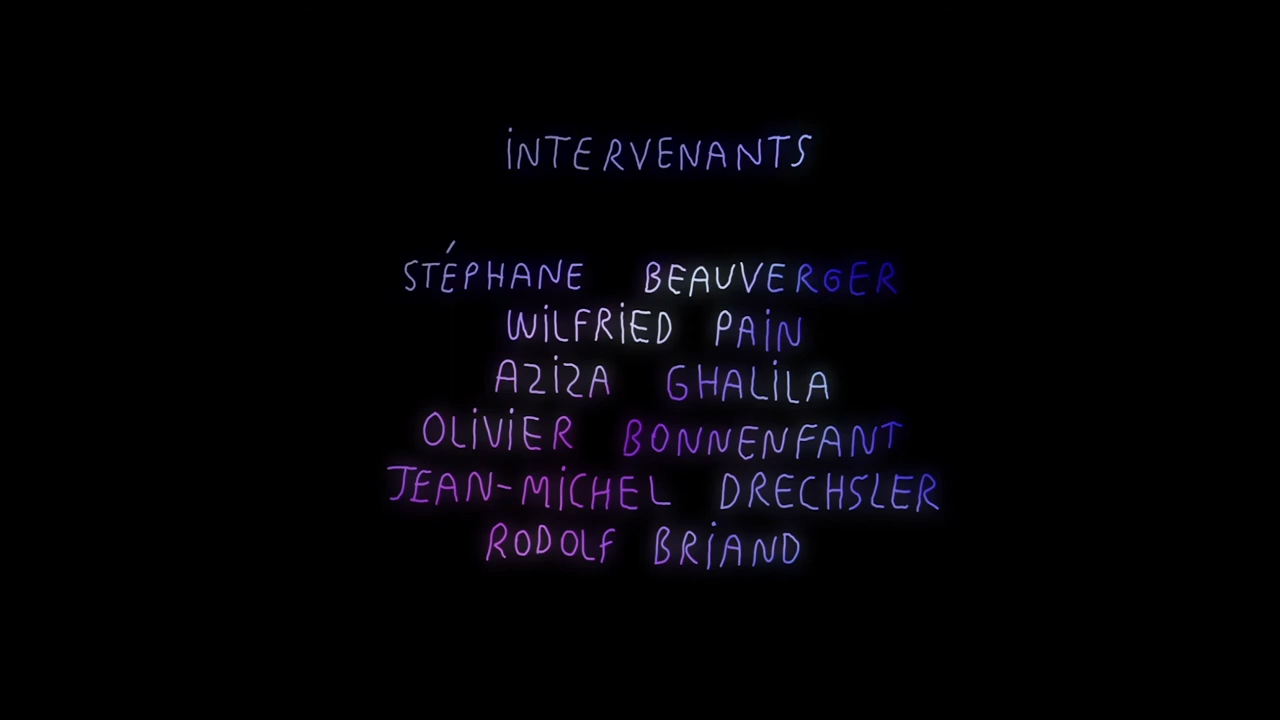 INTERVENANTS
STÉPHANE BEAUVERGER
WILFRIED PAIN
AZIZA GHALILA
OLIVIER BONNENFANT
JEAN-MICHEL DRECHSLER
RODOLF BRIAND